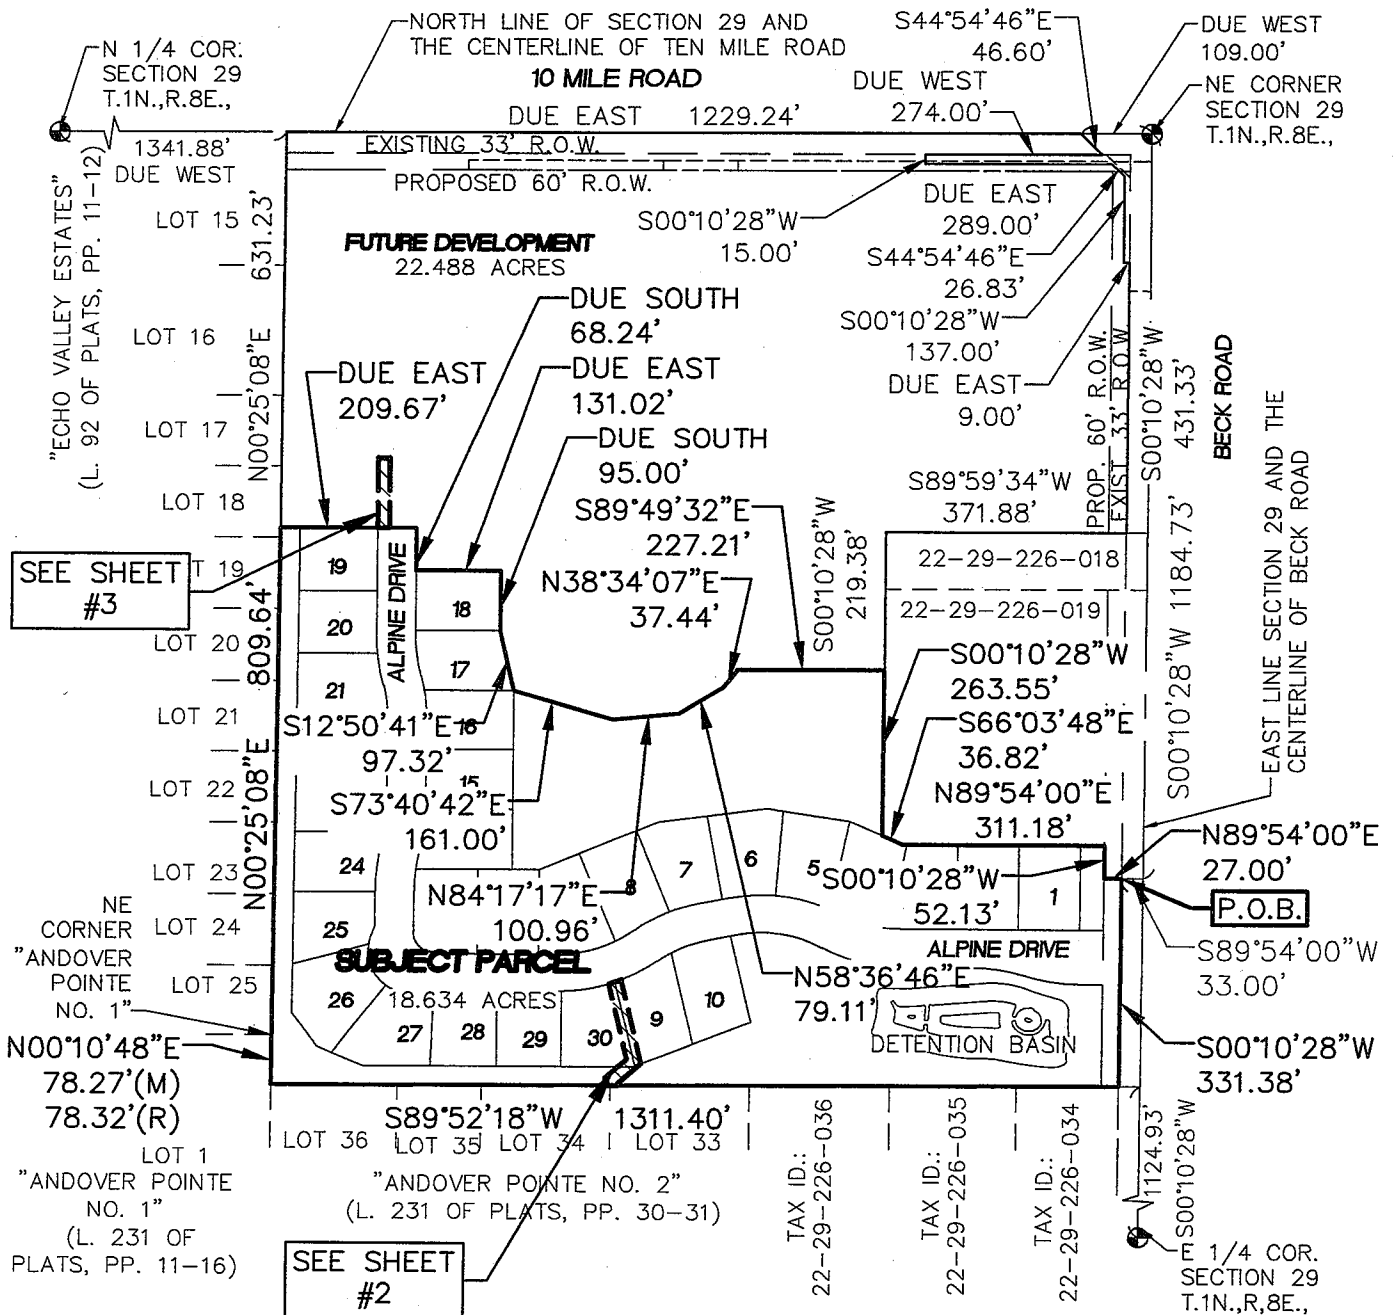 NORTH LINE OF SECTION 29 AND
THE CENTERLINE OF TEN MILE ROAD
10 MILE ROAD
DUE EAST 1229.24'
N 1/4 COR.
SECTION 29
T.1N.,R.8E.,
1341.88'
DUE WEST
S44°54'46"E
46.60'
DUE WEST
109.00'
NE CORNER
SECTION 29
T.1N.,R.8E.,
DUE WEST
274.00'
EXISTING 33' R.O.W.
PROPOSED 60' R.O.W.
S00°10'28"W
15.00'
DUE EAST
289.00'
S44°54'46"E
26.83'
S00°10'28"W
137.00'
DUE EAST
9.00'
"ECHO VALLEY ESTATES"
(L. 92 OF PLATS, PP. 11-12)
LOT 15
LOT 16
LOT 17
LOT 18
T 19
LOT 20
LOT 21
LOT 22
LOT 23
LOT 24
LOT 25
631.23'
N00°25'08"E
809.64'
N00°25'08"E
FUTURE DEVELOPMENT
22.488 ACRES
DUE SOUTH
68.24'
DUE EAST
209.67'
DUE EAST
131.02'
DUE SOUTH
95.00'
S89°49'32"E
227.21'
N38°34'07"E
37.44'
S00°10'28"W
219.38'
S89°59'34"W
371.88'
PROP. 60' R.O.W.
EXIST 33' R.O.W
S00°10'28"W
431.33'
BECK ROAD
S00°10'28"W 1184.73'
EAST LINE SECTION 29 AND THE
CENTERLINE OF BECK ROAD
22-29-226-018
22-29-226-019
SEE SHEET
#3
ALPINE DRIVE
19
20
21
18
17
16
15
24
25
26
27
28
29
30
9
10
8
7
6
5
1
S12°50'41"E
97.32'
S73°40'42"E
161.00'
N84°17'17"E
100.96'
N58°36'46"E
79.11'
S00°10'28"W
263.55'
S66°03'48"E
36.82'
N89°54'00"E
311.18'
S00°10'28"W
52.13'
N89°54'00"E
27.00'
P.O.B.
S89°54'00"W
33.00'
S00°10'28"W
331.38'
ALPINE DRIVE
DETENTION BASIN
SUBJECT PARCEL
18.634 ACRES
NE
CORNER
"ANDOVER
POINTE
NO. 1"
N00°10'48"E
78.27'(M)
78.32'(R)
LOT 1
"ANDOVER POINTE
NO. 1"
(L. 231 OF
PLATS, PP. 11-16)
S89°52'18"W 1311.40'
LOT 36
LOT 35
LOT 34
LOT 33
"ANDOVER POINTE NO. 2"
(L. 231 OF PLATS, PP. 30-31)
SEE SHEET
#2
TAX ID.:
22-29-226-036
TAX ID.:
22-29-226-035
TAX ID.:
22-29-226-034
1124.93'
S00°10'28"W
E 1/4 COR.
SECTION 29
T.1N.,R,8E.,